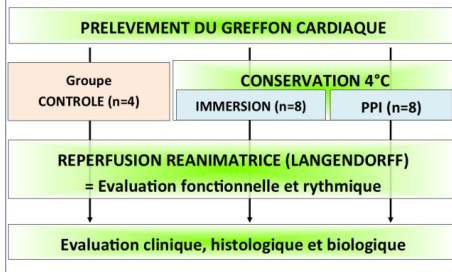 PRELEVEMENT DU GREFFON CARDIAQUE
Groupe
CONTROLE (n=4)
CONSERVATION 4°C
IMMERSION (n=8)
PPI (n=8)
REPERFUSION REANIMATRICE (LANGENDORFF)
= Evaluation fonctionnelle et rythmique
Evaluation clinique, histologique et biologique